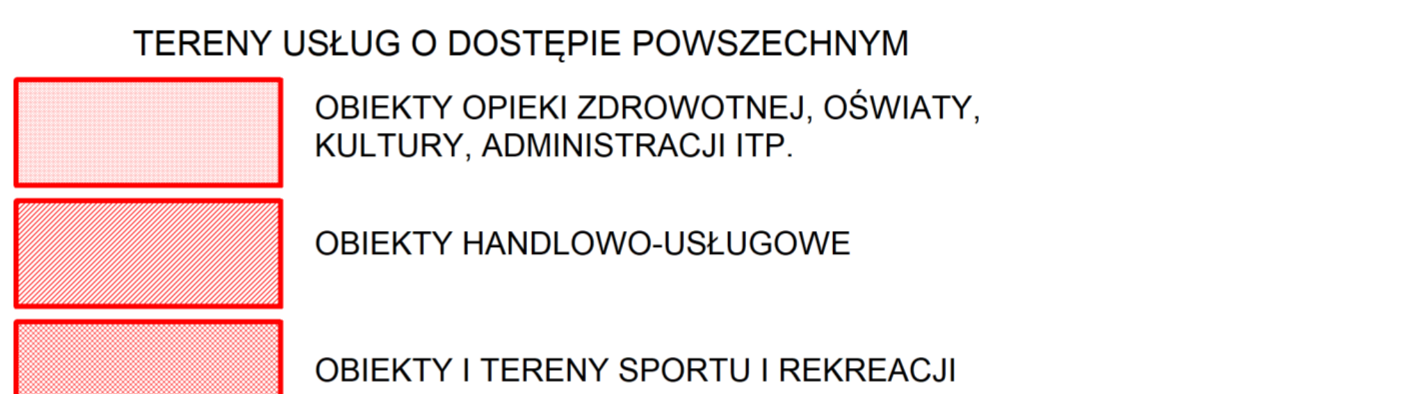 TERENY USŁUG O DOSTĘPIE POWSZECHNYM
OBIEKTY OPIEKI ZDROWOTNEJ, OŚWIATY,
KULTURY, ADMINISTRACJI ITP.
OBIEKTY HANDLOWO-USŁUGOWE
OBIEKTY I TERENY SPORTU I REKREACJI